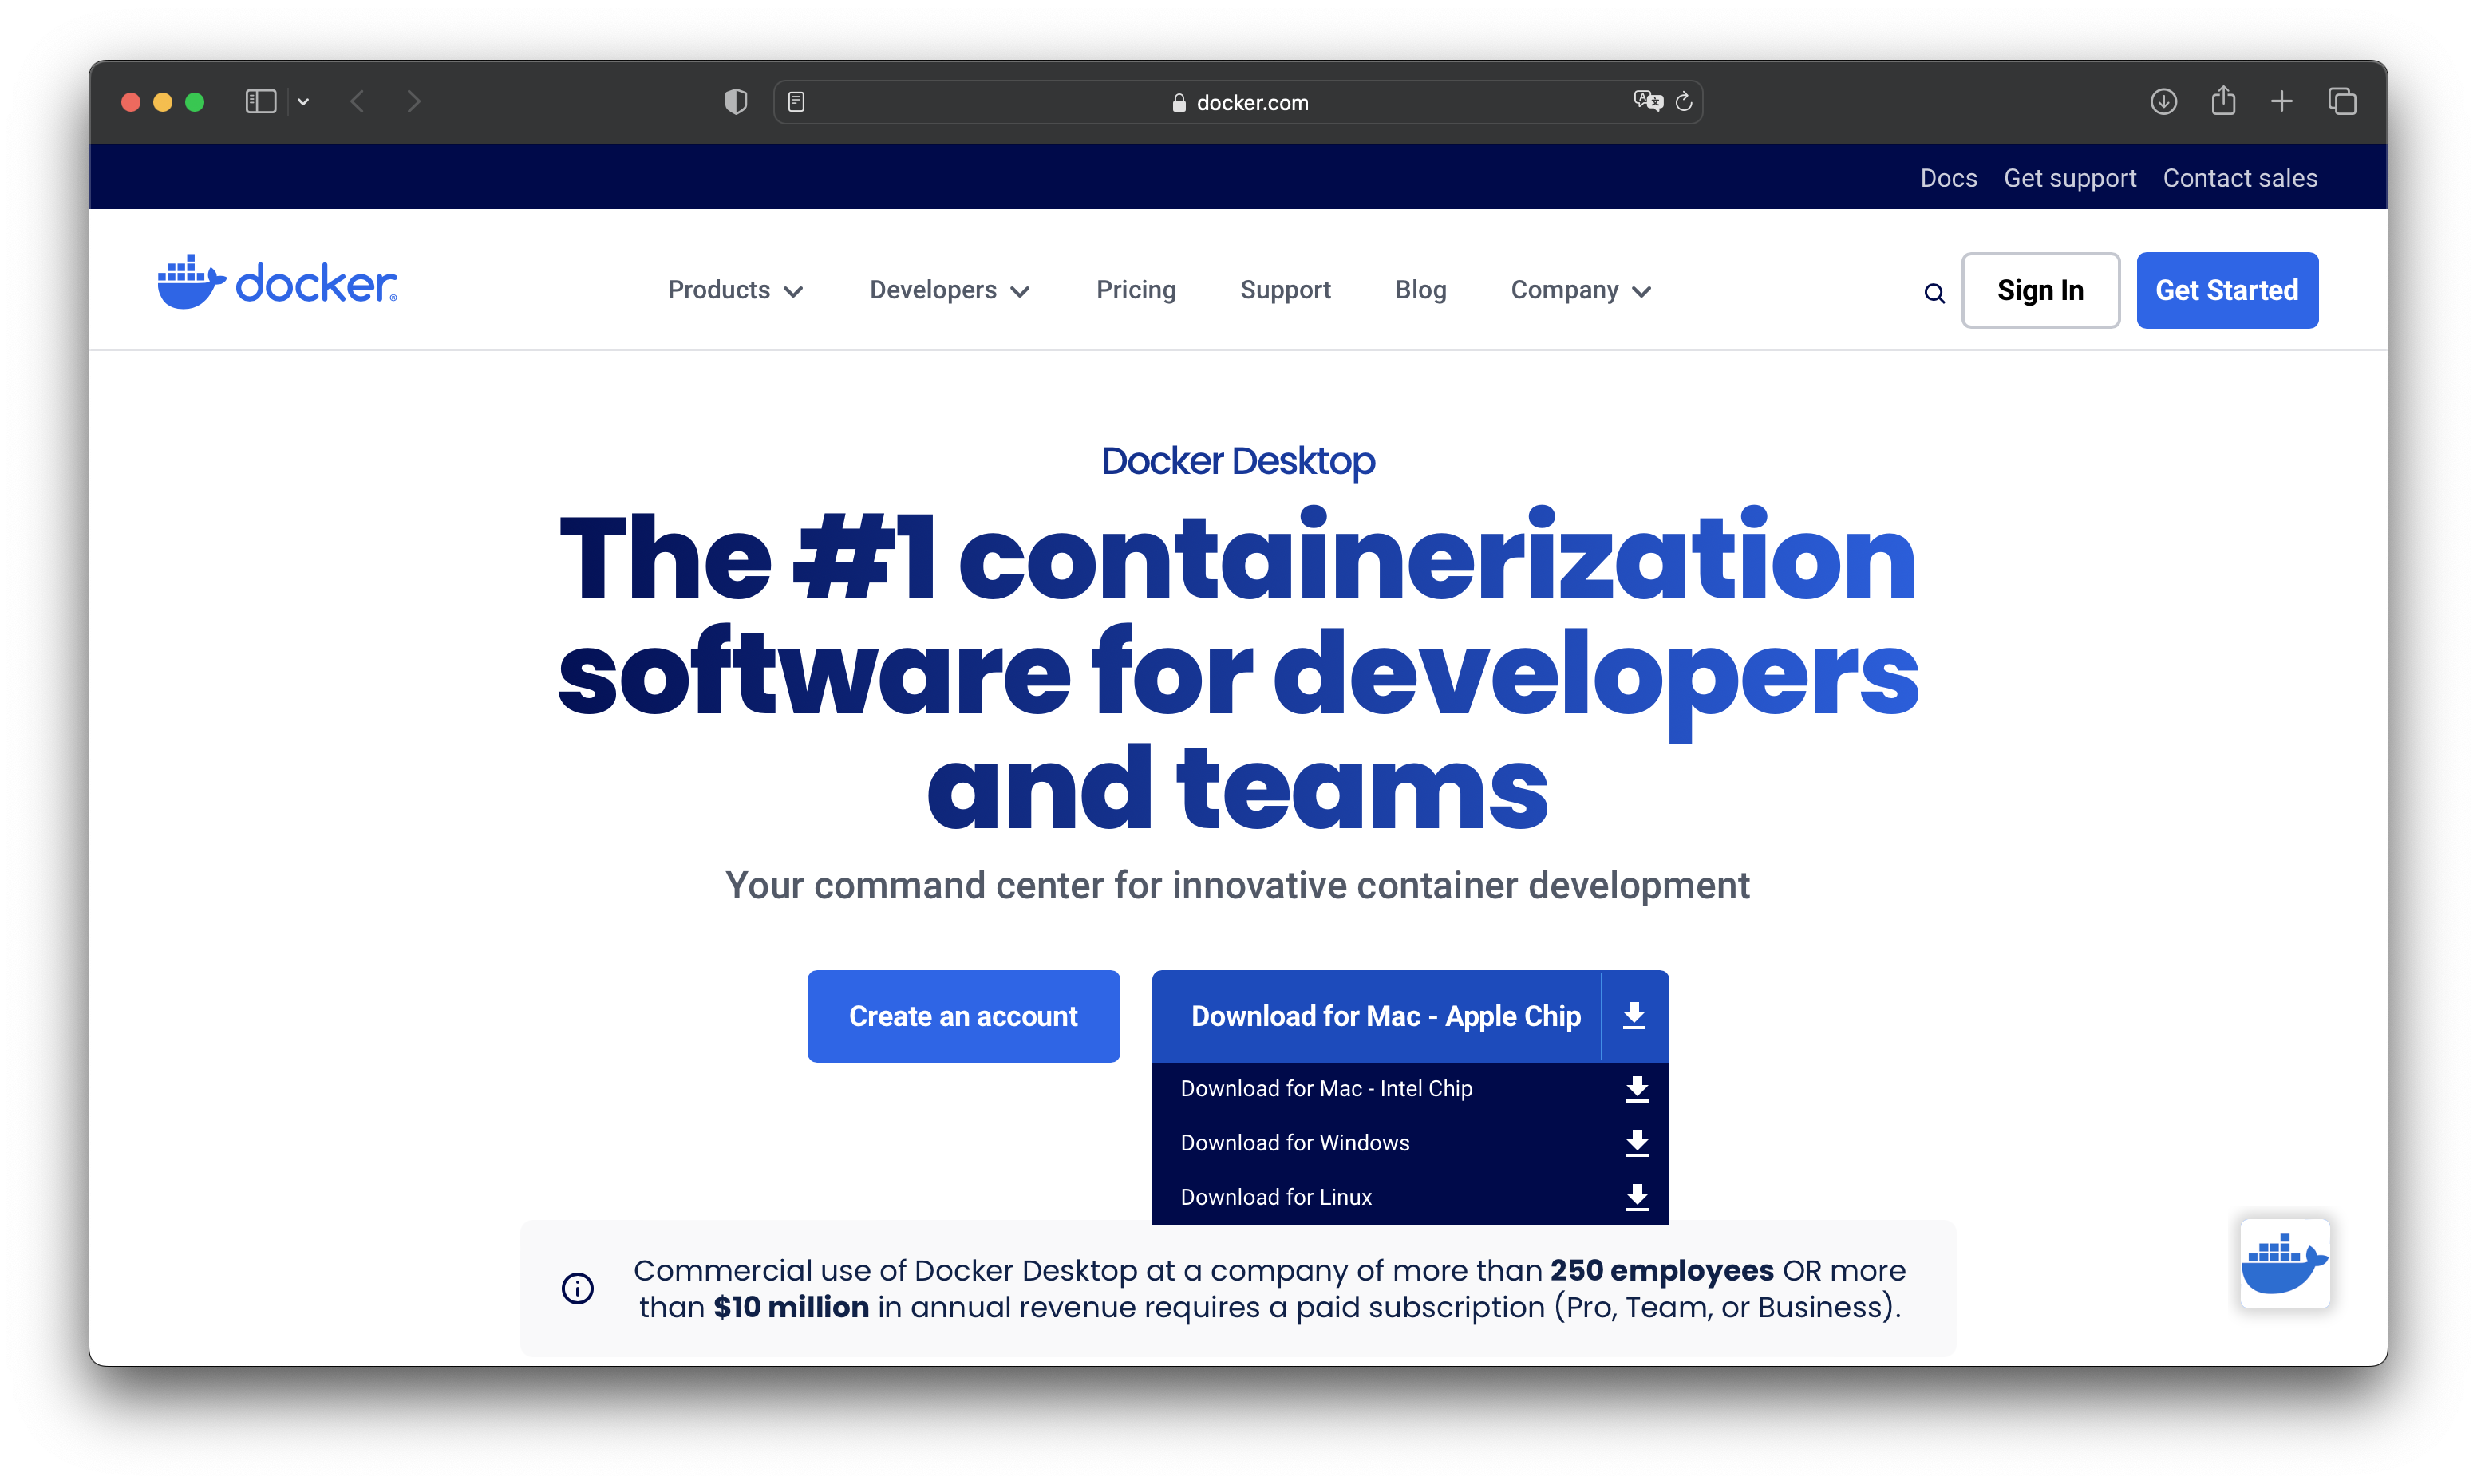 docker.com
Docs Get support Contact sales
docker®
Products Developers Pricing Support Blog Company
Sign In Get Started
Docker Desktop
The #1 containerization
software for developers
and teams
Your command center for innovative container development
Create an account
Download for Mac - Apple Chip
Download for Mac - Intel Chip
Download for Windows
Download for Linux
Commercial use of Docker Desktop at a company of more than 250 employees OR more
than $10 million in annual revenue requires a paid subscription (Pro, Team, or Business).